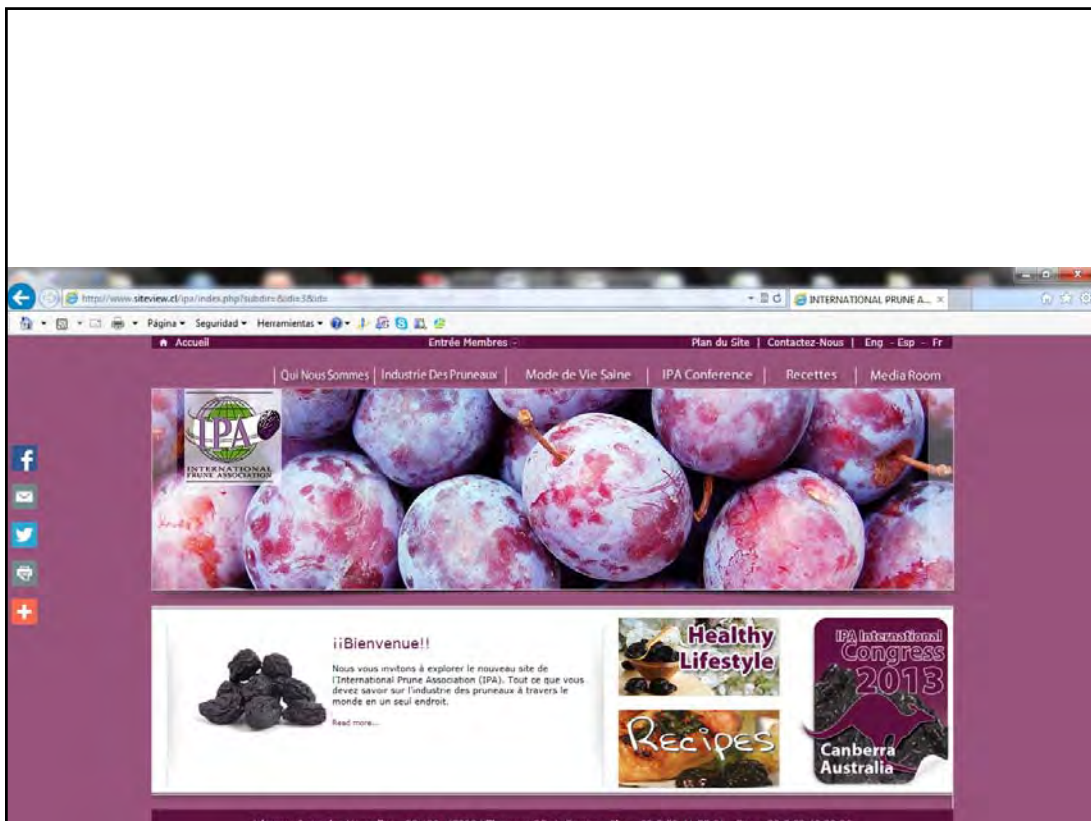 http://www.siteview.cl/ipa/index.php?subdir=&idi=3&id=
INTERNATIONAL PRUNE A...
Página Seguridad Herramientas
Accueil Entrée Membres Plan du Site | Contactez-Nous | Eng - Esp - Fr
| Qui Nous Sommes | Industrie Des Pruneaux | Mode de Vie Saine | IPA Conference | Recettes | Media Room
IPA
INTERNATIONAL
PRUNE ASSOCIATION
¡¡Bienvenue!!
Nous vous invitons à explorer le nouveau site de
l'International Prune Association (IPA). Tout ce que vous
devez savoir sur l'industrie des pruneaux à travers le
monde en un seul endroit.
Read more...
Healthy
Lifestyle
RECIPES
IPA International
Congress
2013
Canberra
Australia